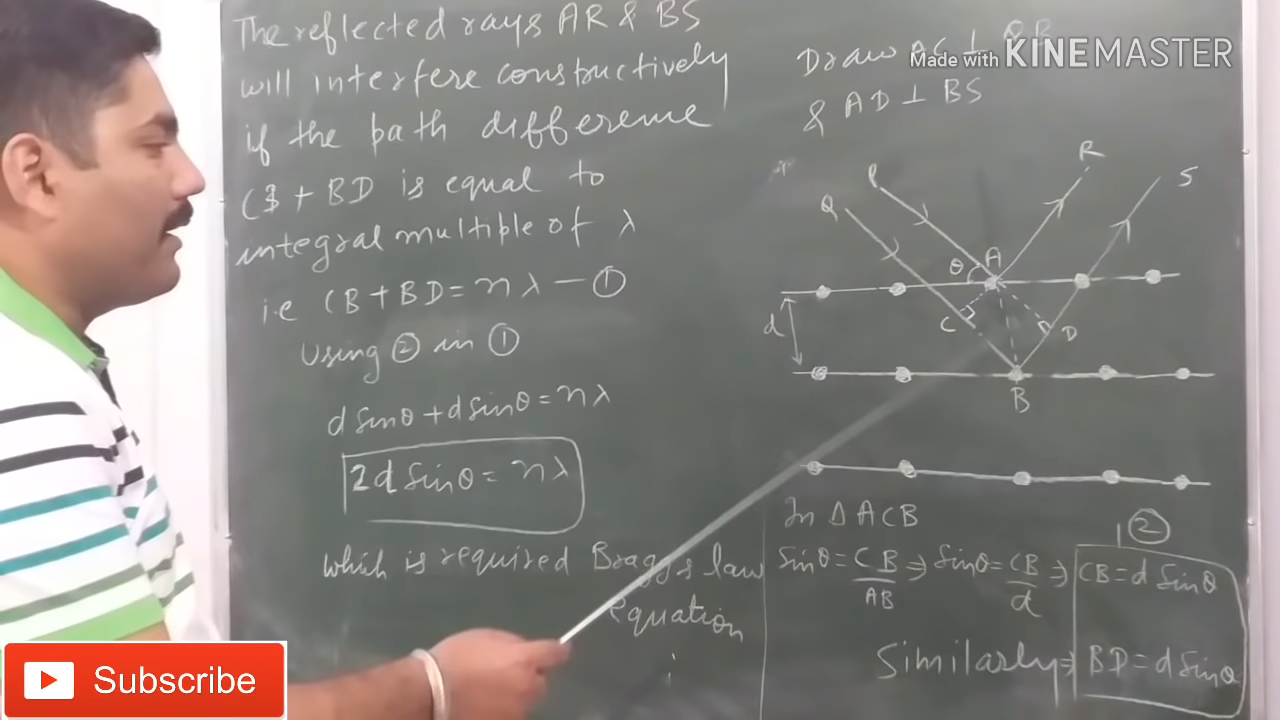 The reflected rays AR & BS
will interfere constructively
if the path difference
CB + BD is equal to
integral multiple of λ
i.e CB + BD = nλ — ①
Using ② in ①
d Sinθ + d Sinθ = nλ
2d Sinθ = nλ
which is required Bragg's law
equation
Draw AC ⊥ QB
& AD ⊥ BS
Made with KINEMASTER
P
R
Q
S
θ
A
C
D
d
B
In Δ ACB
②
Sinθ = CB/AB ⇒ Sinθ = CB/d ⇒ CB = d Sinθ
Similarly ⇒ BD = d Sinθ
Subscribe